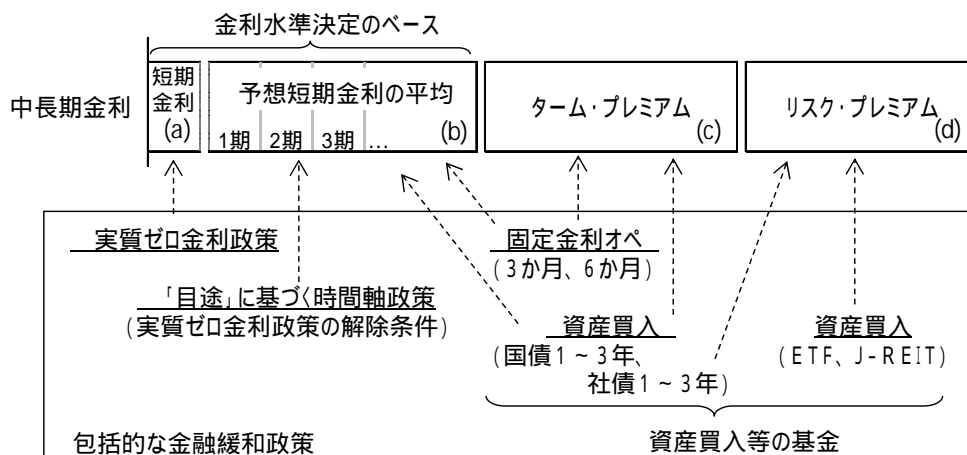 金利水準決定のベース
中長期金利
短期
金利
(a)
予想短期金利の平均
1期 2期 3期 …
(b)
ターム・プレミアム
(c)
リスク・プレミアム
(d)
実質ゼロ金利政策
固定金利オペ
(3か月、6か月)
「目途」に基づく時間軸政策
(実質ゼロ金利政策の解除条件)
資産買入
(国債1~3年、
社債1~3年)
資産買入
(ETF、J-REIT)
包括的な金融緩和政策
資産買入等の基金